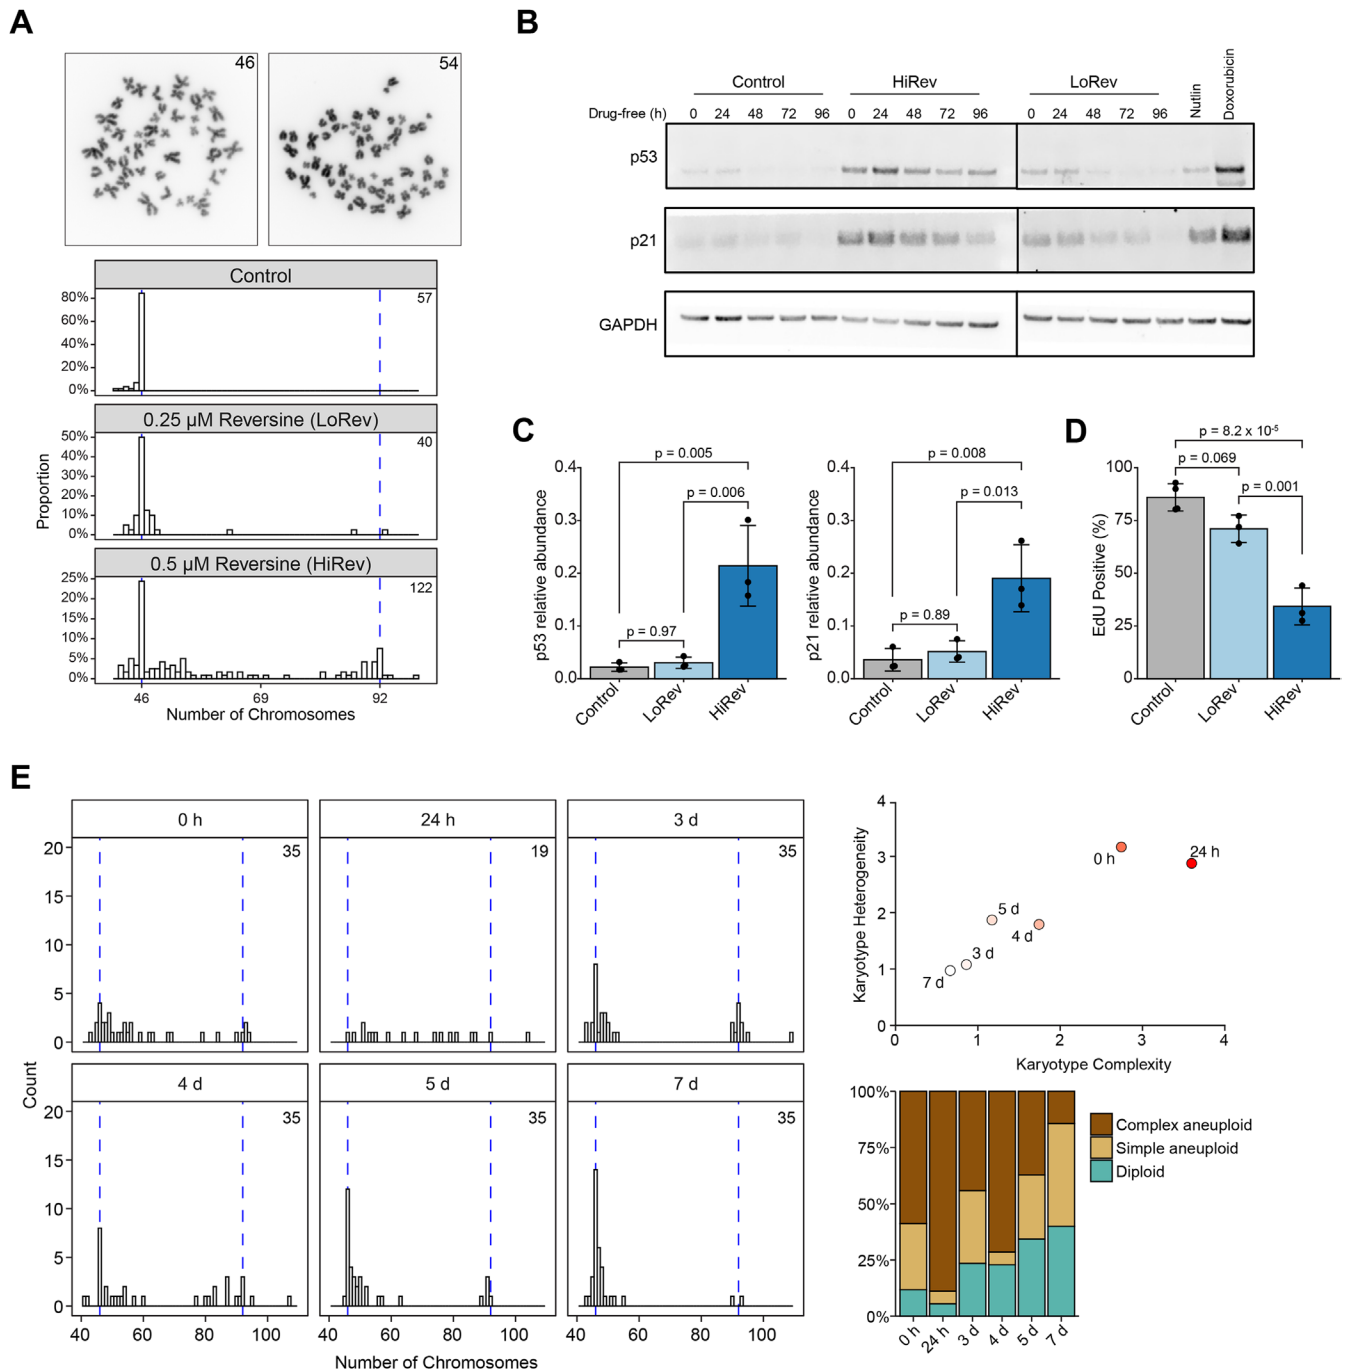 A
46
54
Control
57
80%
60%
40%
20%
0%
0.25 µM Reversine (LoRev)
40
50%
40%
30%
20%
10%
0%
0.5 µM Reversine (HiRev)
122
25%
20%
15%
10%
5%
0%
Proportion
46
69
92
Number of Chromosomes
B
Control
HiRev
LoRev
Nutlin
Doxorubicin
Drug-free (h)
0 24 48 72 96
0 24 48 72 96
0 24 48 72 96
p53
p21
GAPDH
C
p53 relative abundance
0.4
0.3
0.2
0.1
0.0
p = 0.005
p = 0.006
p = 0.97
Control
LoRev
HiRev
p21 relative abundance
0.4
0.3
0.2
0.1
0.0
p = 0.008
p = 0.013
p = 0.89
Control
LoRev
HiRev
D
p = 8.2 x 10-5
p = 0.069
p = 0.001
EdU Positive (%)
100
75
50
25
0
Control
LoRev
HiRev
E
0 h
35
24 h
19
3 d
35
20
15
10
5
0
4 d
35
5 d
35
7 d
35
20
15
10
5
0
Count
40
60
80
100
40
60
80
100
40
60
80
100
Number of Chromosomes
Karyotype Heterogeneity
4
3
2
1
0
0 h
24 h
5 d
4 d
3 d
7 d
0
1
2
3
4
Karyotype Complexity
100%
75%
50%
25%
0%
0 h
24 h
3 d
4 d
5 d
7 d
Complex aneuploid
Simple aneuploid
Diploid